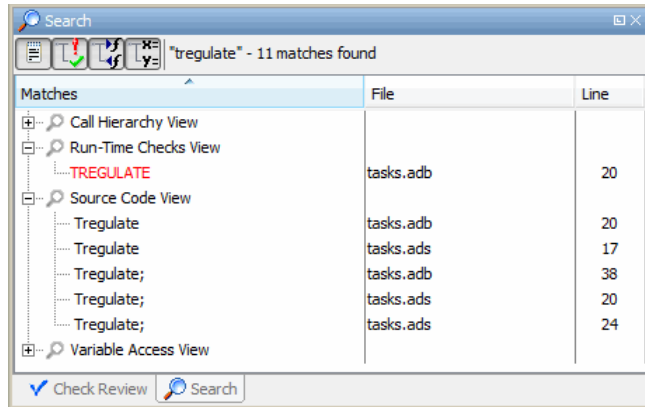 Search
"tregulate" - 11 matches found
Matches File Line
Call Hierarchy View
Run-Time Checks View
TREGULATE tasks.adb 20
Source Code View
Tregulate tasks.adb 20
Tregulate tasks.ads 17
Tregulate; tasks.adb 38
Tregulate; tasks.ads 20
Tregulate; tasks.ads 24
Variable Access View
Check Review Search